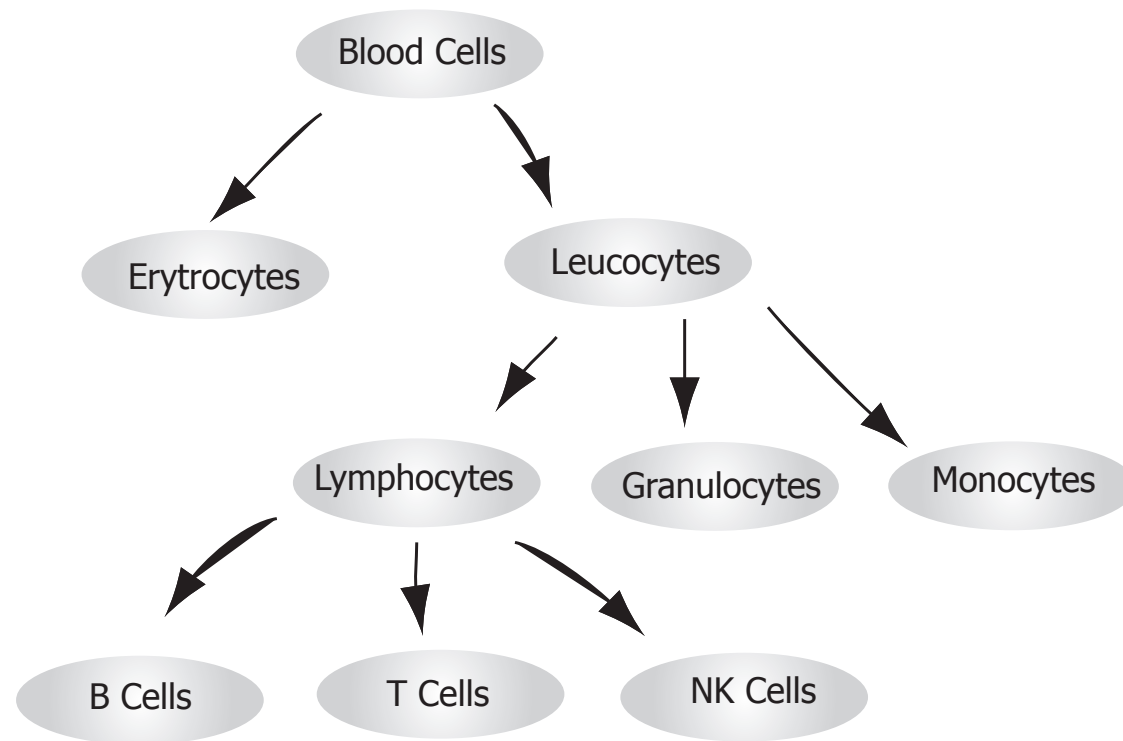 Blood Cells
Erytrocytes
Leucocytes
Lymphocytes
Granulocytes
Monocytes
B Cells
T Cells
NK Cells